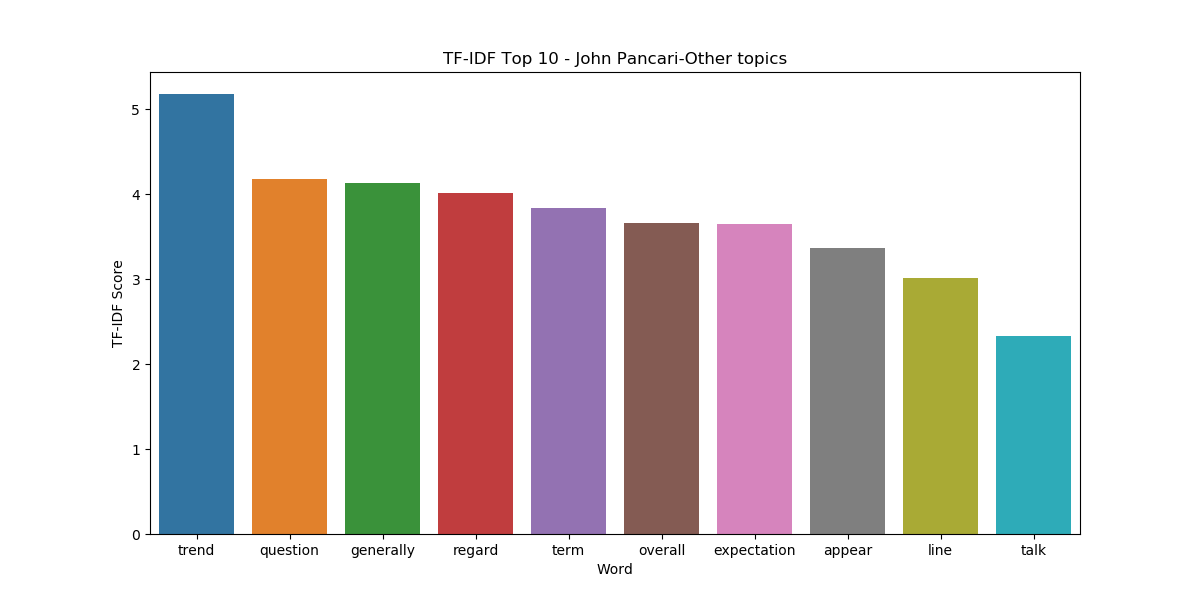 TF-IDF Top 10 - John Pancari-Other topics
TF-IDF Score
5
4
3
2
1
0
trend question generally regard term overall expectation appear line talk
Word